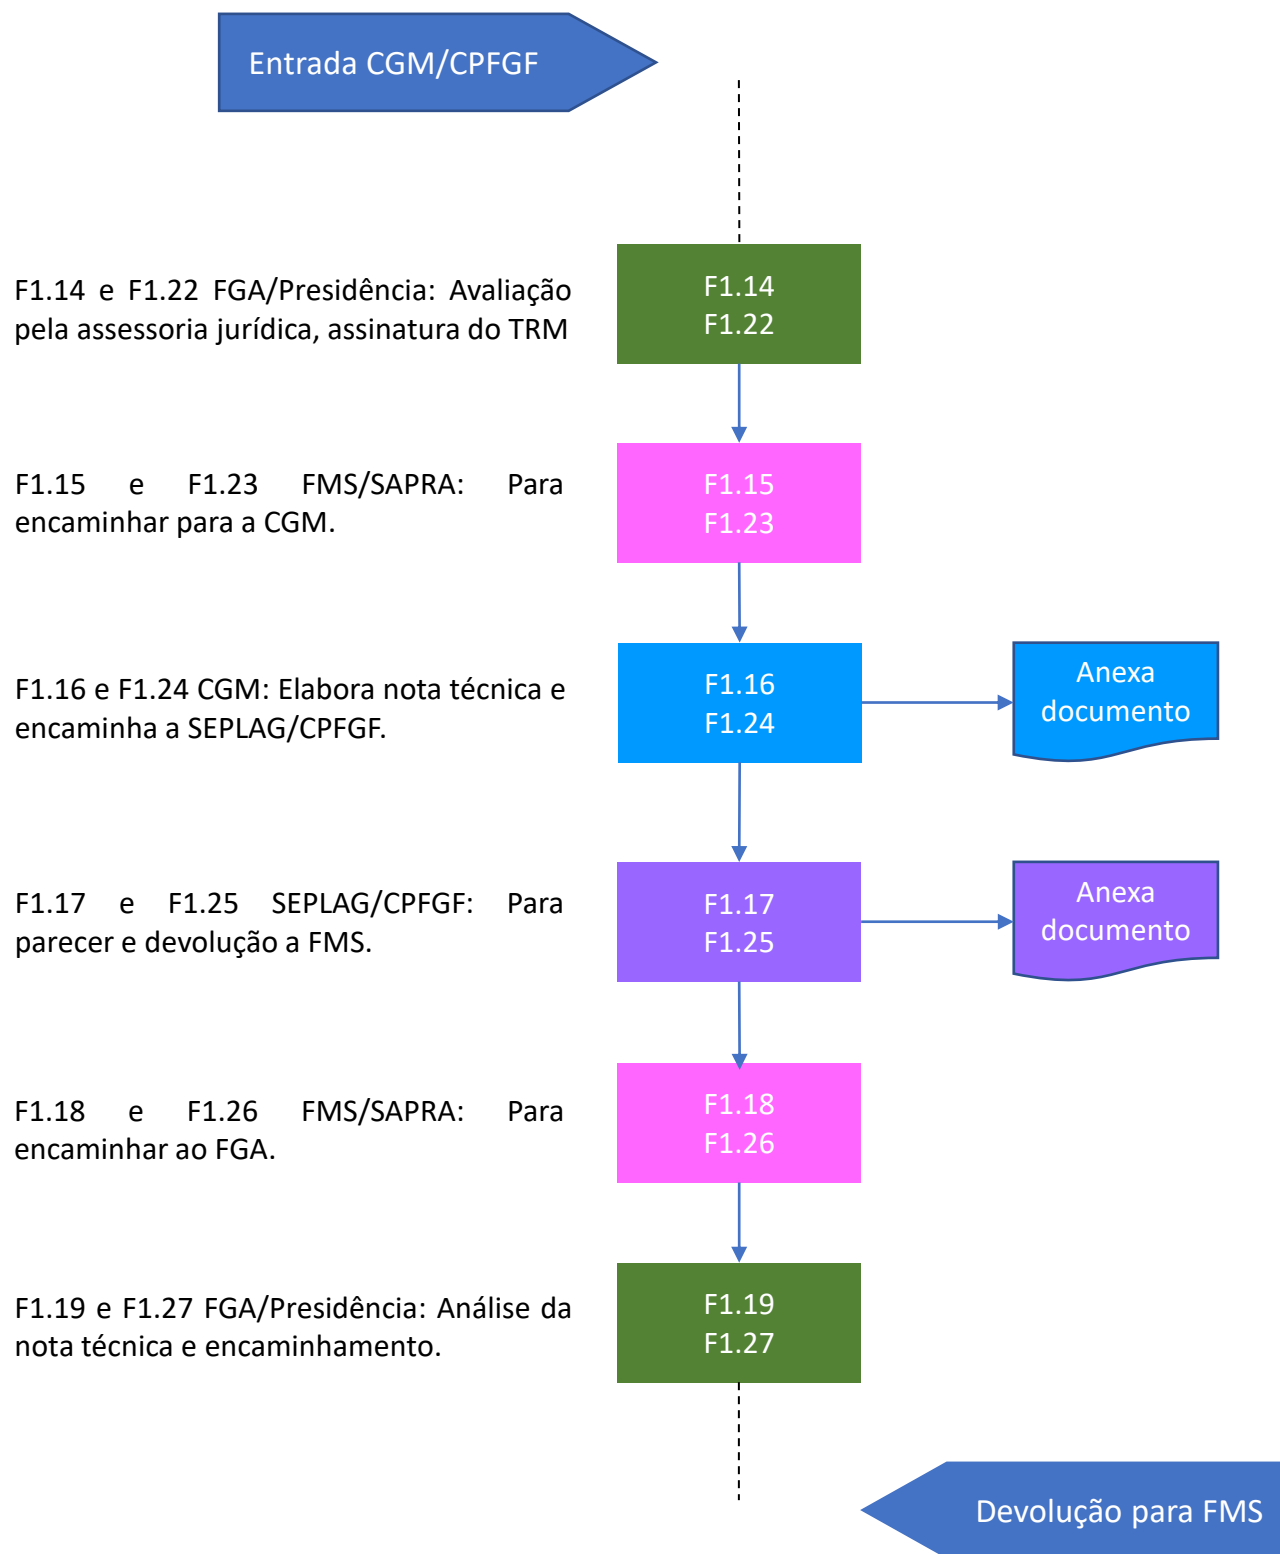 Entrada CGM/CPFGF
F1.14 e F1.22 FGA/Presidência: Avaliação
pela assessoria jurídica, assinatura do TRM
F1.14
F1.22
F1.15 e F1.23 FMS/SAPRA: Para
encaminhar para a CGM.
F1.15
F1.23
F1.16 e F1.24 CGM: Elabora nota técnica e
encaminha a SEPLAG/CPFGF.
F1.16
F1.24
Anexa
documento
F1.17 e F1.25 SEPLAG/CPFGF: Para
parecer e devolução a FMS.
F1.17
F1.25
Anexa
documento
F1.18 e F1.26 FMS/SAPRA: Para
encaminhar ao FGA.
F1.18
F1.26
F1.19 e F1.27 FGA/Presidência: Análise da
nota técnica e encaminhamento.
F1.19
F1.27
Devolução para FMS